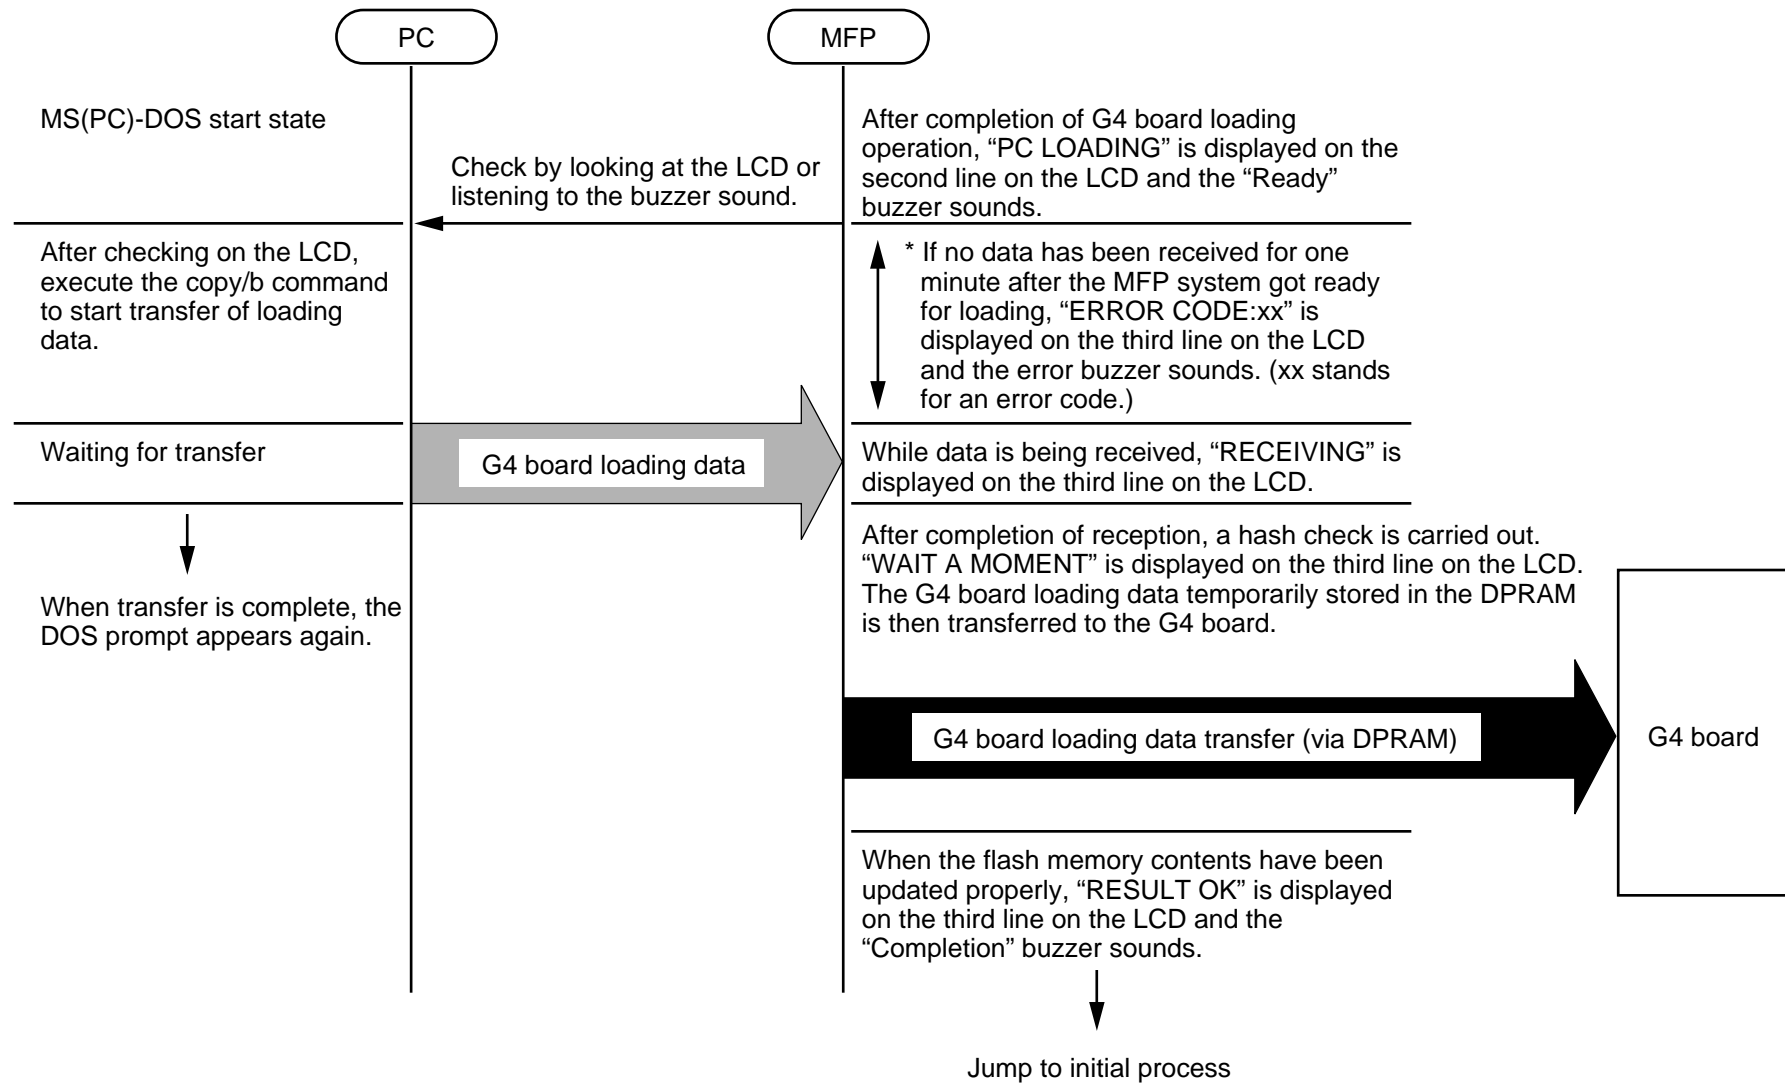 PC
MFP
MS(PC)-DOS start state
Check by looking at the LCD or
listening to the buzzer sound.
After completion of G4 board loading
operation, “PC LOADING” is displayed on the
second line on the LCD and the “Ready”
buzzer sounds.
After checking on the LCD,
execute the copy/b command
to start transfer of loading
data.
* If no data has been received for one
minute after the MFP system got ready
for loading, “ERROR CODE:xx” is
displayed on the third line on the LCD
and the error buzzer sounds. (xx stands
for an error code.)
Waiting for transfer
G4 board loading data
While data is being received, “RECEIVING” is
displayed on the third line on the LCD.
When transfer is complete, the
DOS prompt appears again.
After completion of reception, a hash check is carried out.
“WAIT A MOMENT” is displayed on the third line on the LCD.
The G4 board loading data temporarily stored in the DPRAM
is then transferred to the G4 board.
G4 board loading data transfer (via DPRAM)
G4 board
When the flash memory contents have been
updated properly, “RESULT OK” is displayed
on the third line on the LCD and the
“Completion” buzzer sounds.
Jump to initial process